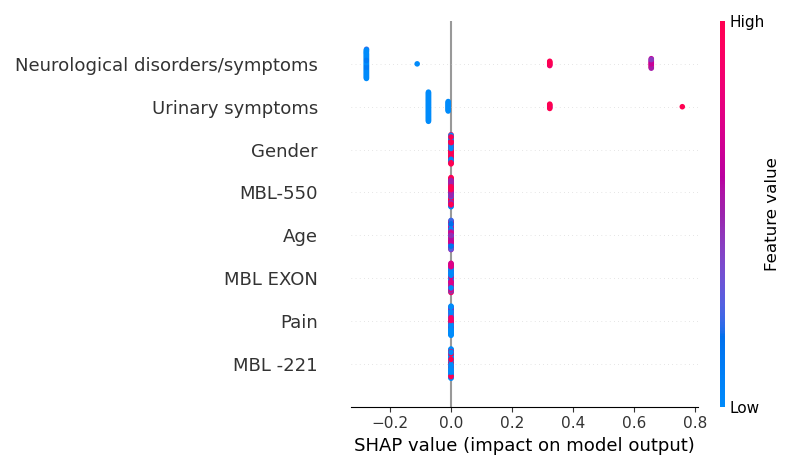 High
Neurological disorders/symptoms
Urinary symptoms
Gender
MBL-550
Age
MBL EXON
Pain
MBL -221
Feature value
Low
−0.2 0.0 0.2 0.4 0.6 0.8
SHAP value (impact on model output)